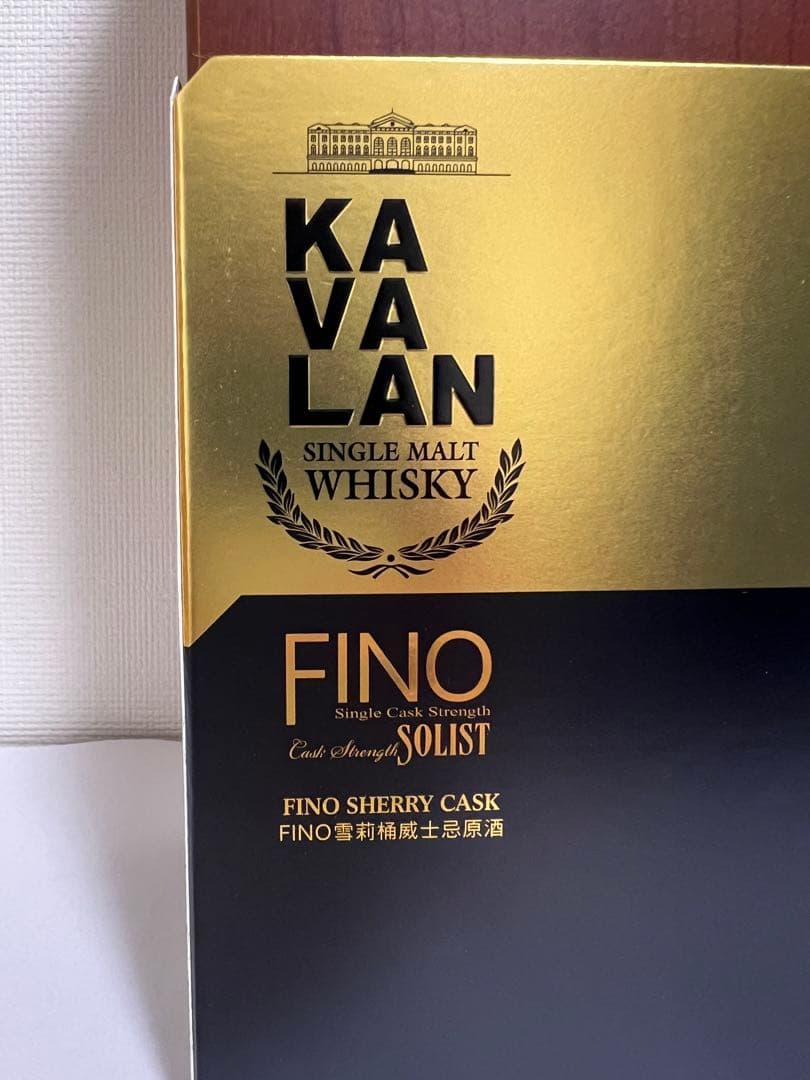 KA
VA
LAN
SINGLE MALT
WHISKY
FINO
Single Cask Strength
Cask Strength SOLIST
FINO SHERRY CASK
FINO雪莉桶威士忌原酒